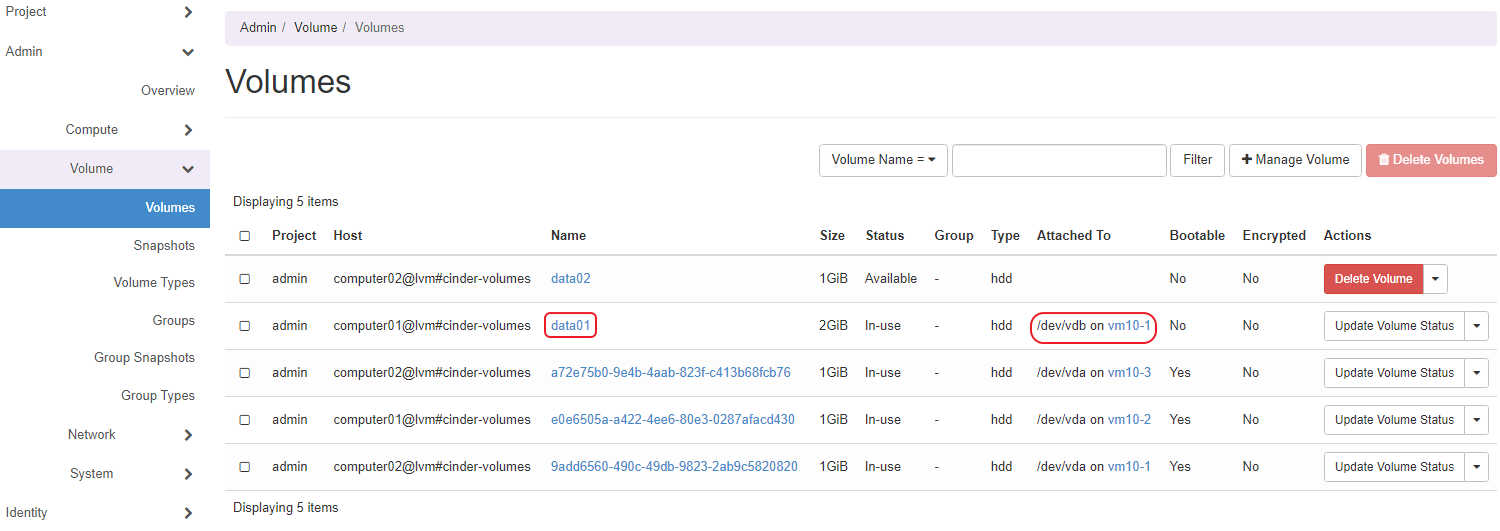 Project
Admin
Overview
Compute
Volume
Volumes
Snapshots
Volume Types
Groups
Group Snapshots
Group Types
Network
System
Identity
Admin / Volume / Volumes
Volumes
Volume Name = Filter Manage Volume Delete Volumes
Displaying 5 items
Project Host Name Size Status Group Type Attached To Bootable Encrypted Actions
admin computer02@lvm#cinder-volumes data02 1GiB Available - hdd No No Delete Volume
admin computer01@lvm#cinder-volumes data01 2GiB In-use - hdd /dev/vdb on vm10-1 No No Update Volume Status
admin computer02@lvm#cinder-volumes a72e75b0-9e4b-4aab-823f-c413b68fcb76 1GiB In-use - hdd /dev/vda on vm10-3 Yes No Update Volume Status
admin computer01@lvm#cinder-volumes e0e6505a-a422-4ee6-80e3-0287afacd430 1GiB In-use - hdd /dev/vda on vm10-2 Yes No Update Volume Status
admin computer02@lvm#cinder-volumes 9add6560-490c-49db-9823-2ab9c5820820 1GiB In-use - hdd /dev/vda on vm10-1 Yes No Update Volume Status
Displaying 5 items